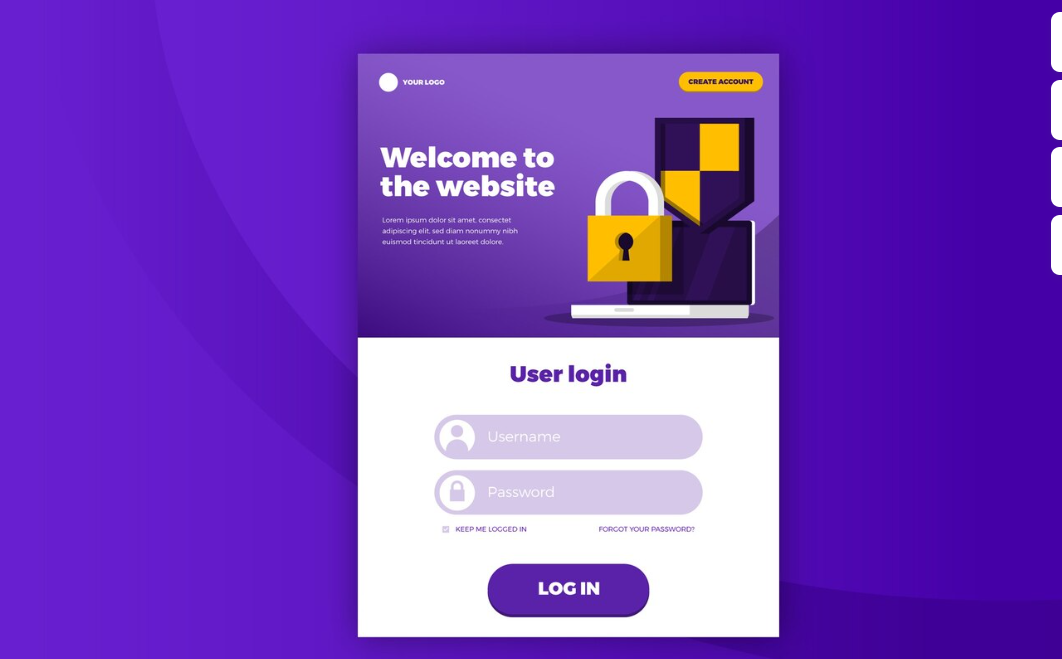 YOUR LOGO
CREATE ACCOUNT
Welcome to
the website
Lorem ipsum dolor sit amet, consectet
adipiscing elit, sed diam nonummy nibh
euismod tincidunt ut laoreet dolore.
User login
Username
Password
KEEP ME LOGGED IN
FORGOT YOUR PASSWORD?
LOG IN